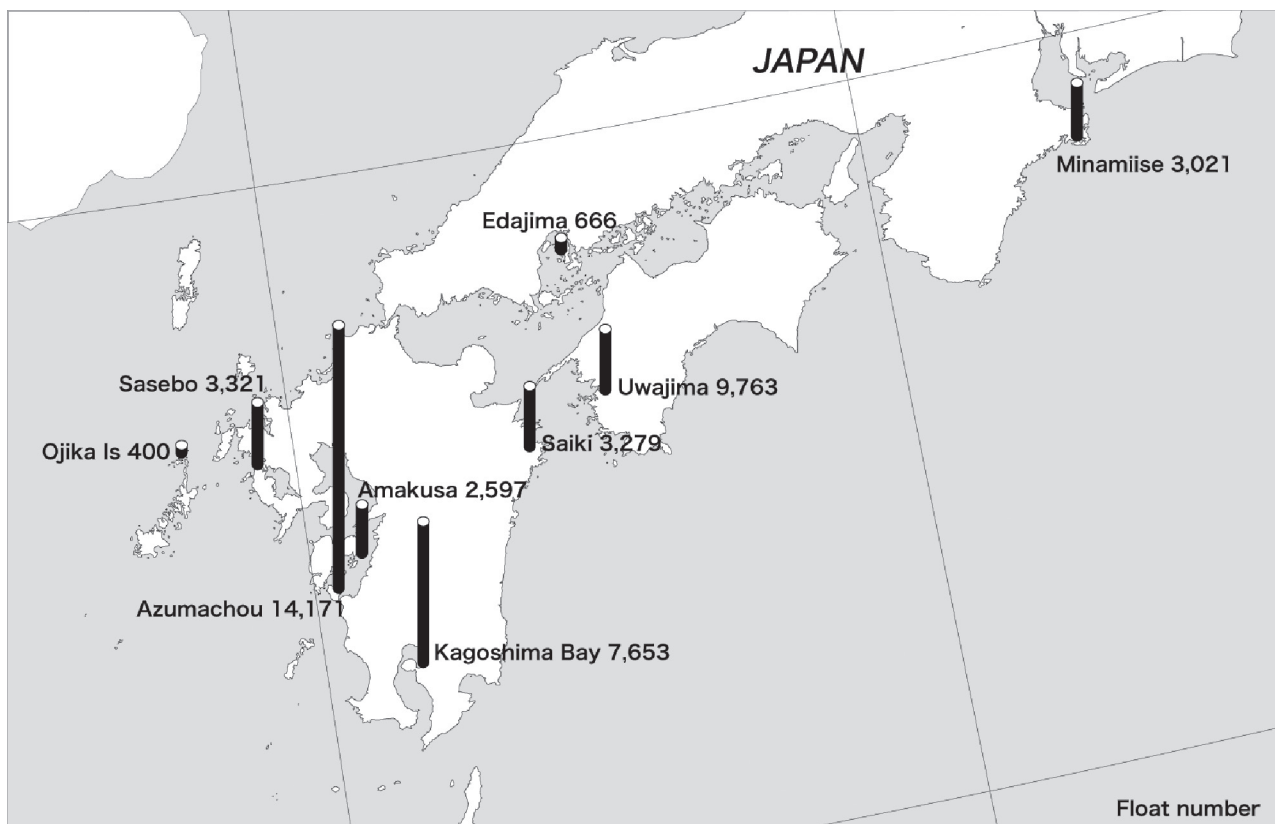 JAPAN
Minamiise 3,021
Edajima 666
Sasebo 3,321
Uwajima 9,763
Ojika Is 400
Saiki 3,279
Amakusa 2,597
Azumachou 14,171
Kagoshima Bay 7,653
Float number